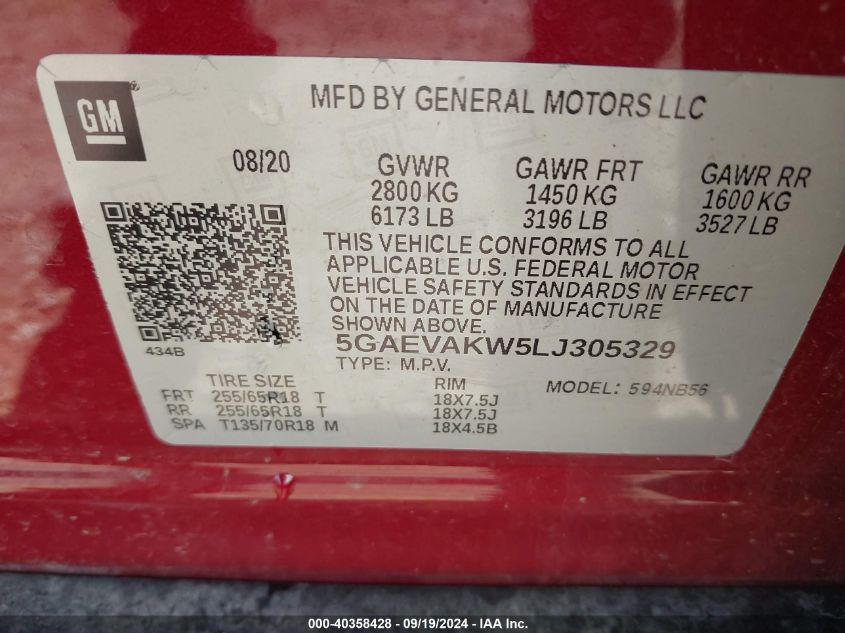 GM
MFD BY GENERAL MOTORS LLC
08/20 GVWR GAWR FRT GAWR RR
2800 KG 1450 KG 1600 KG
6173 LB 3196 LB 3527 LB
THIS VEHICLE CONFORMS TO ALL
APPLICABLE U.S. FEDERAL MOTOR
VEHICLE SAFETY STANDARDS IN EFFECT
ON THE DATE OF MANUFACTURE
SHOWN ABOVE.
434B 5GAEVAKW5LJ305329
TYPE: M.P.V.
TIRE SIZE RIM MODEL: 594NB56
FRT 255/65R18 T 18X7.5J
RR 255/65R18 T 18X7.5J
SPA T135/70R18 M 18X4.5B
000-40358428 - 09/19/2024 - IAA Inc.